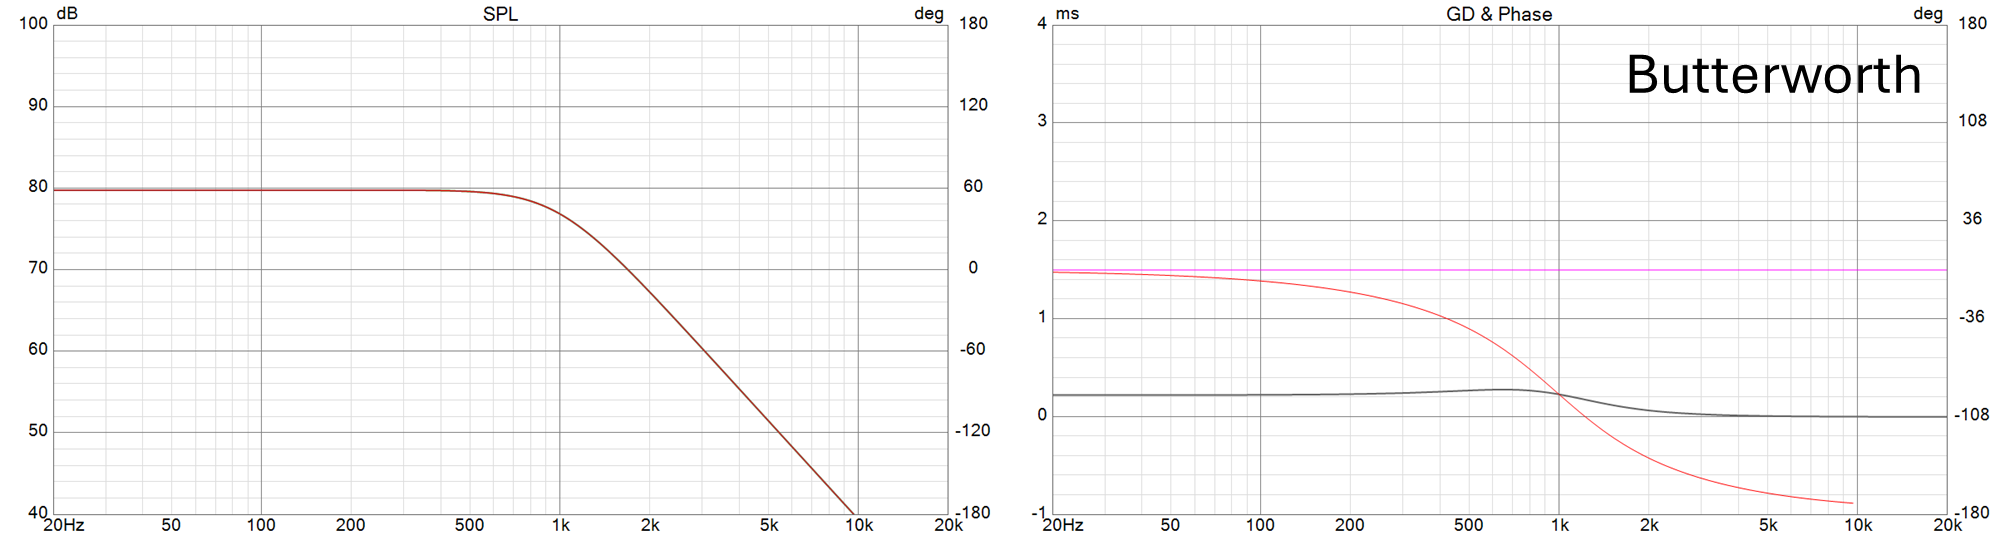 dB SPL deg
100 180
90 120
80 60
70 0
60 -60
50 -120
40 -180
20Hz 50 100 200 500 1k 2k 5k 10k 20k
ms GD & Phase deg
4 180
Butterworth
3 108
2 36
1 -36
0 -108
-1 -180
20Hz 50 100 200 500 1k 2k 5k 10k 20k